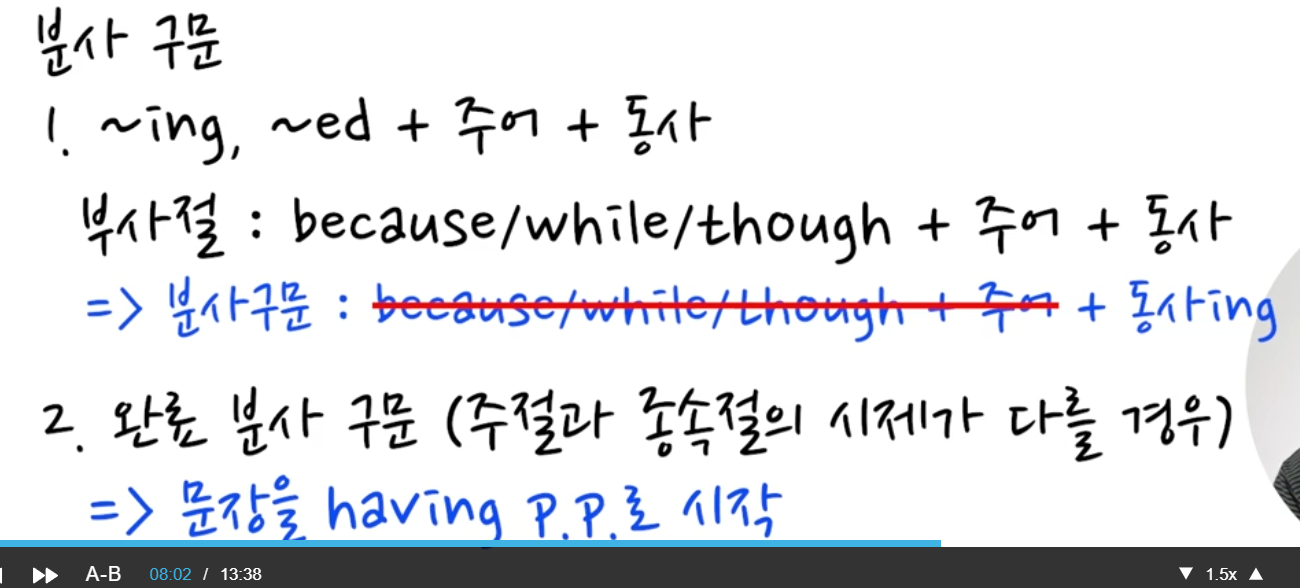 분사 구문
1. ~ing, ~ed + 주어 + 동사
부사절 : because/while/though + 주어 + 동사
=> 분사구문 : because/while/though + 주어 + 동사ing
2. 완료 분사 구문 (주절과 종속절의 시제가 다를 경우)
=> 문장을 having p.p.로 시작
A-B 08:02 / 13:38 ▼ 1.5x ▲